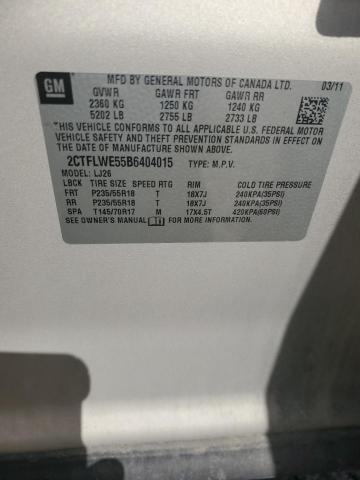 GM
MFD BY GENERAL MOTORS OF CANADA LTD. 03/11
GVWR GAWR FRT GAWR RR
2360 KG 1250 KG 1240 KG
5202 LB 2755 LB 2733 LB
THIS VEHICLE CONFORMS TO ALL APPLICABLE U.S. FEDERAL MOTOR
VEHICLE SAFETY, BUMPER, AND THEFT PREVENTION STANDARDS IN
EFFECT ON THE DATE OF MANUFACTURE SHOWN ABOVE.
2CTFLWE55B6404015 TYPE: M.P.V.
MODEL: LJ26
LBCK TIRE SIZE SPEED RTG RIM COLD TIRE PRESSURE
FRT P235/55R18 T 18X7J 240KPA(35PSI)
RR P235/55R18 T 18X7J 240KPA(35PSI)
SPA T145/70R17 M 17X4.5T 420KPA(60PSI)
SEE OWNER'S MANUAL FOR ADDITIONAL INFORMATION.